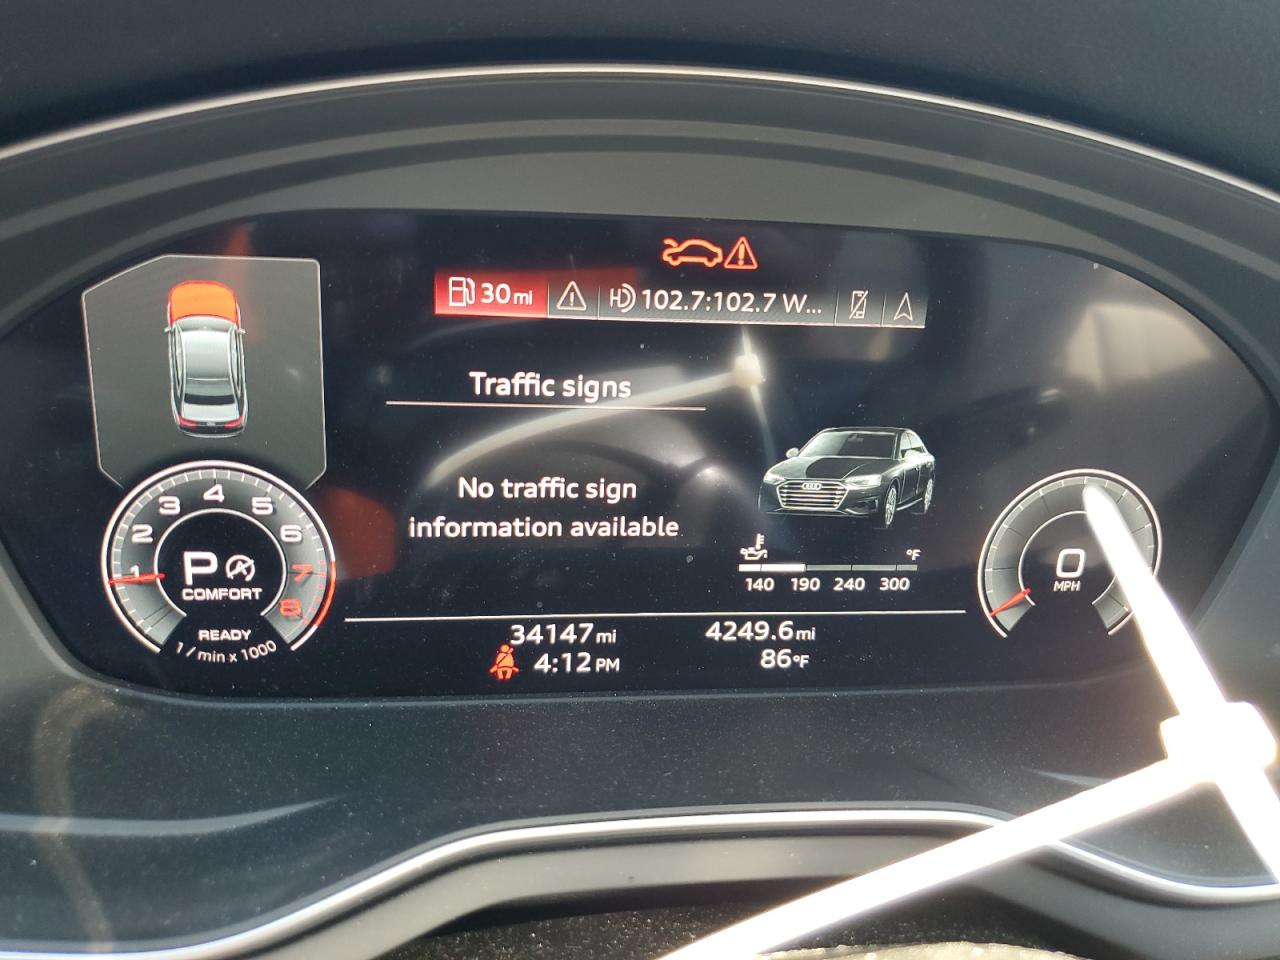 30 mi 102.7:102.7 W...
Traffic signs
No traffic sign
information available
1 2 3 4 5 6 7 8
P
COMFORT
READY
1/min x 1000
°F
140 190 240 300
0
MPH
34147 mi 4249.6 mi
4:12 PM 86°F